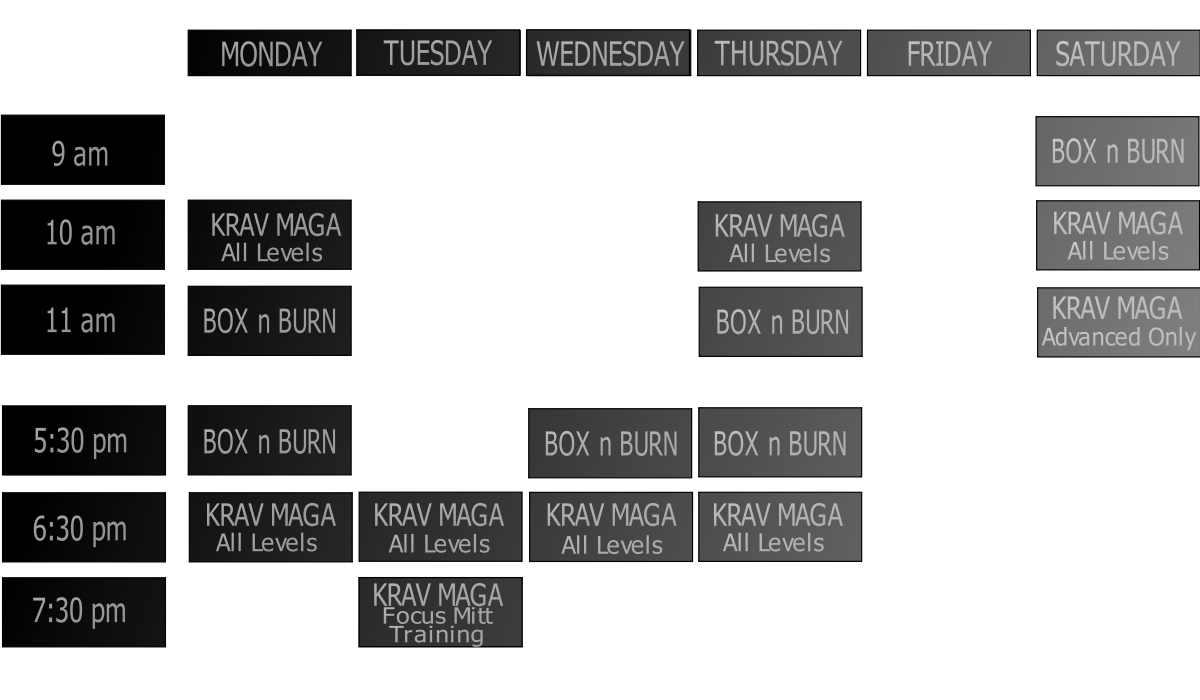 MONDAY TUESDAY WEDNESDAY THURSDAY FRIDAY SATURDAY
9 am BOX n BURN
10 am KRAV MAGA KRAV MAGA KRAV MAGA
All Levels All Levels All Levels
11 am BOX n BURN BOX n BURN KRAV MAGA
Advanced Only
5:30 pm BOX n BURN BOX n BURN BOX n BURN
6:30 pm KRAV MAGA KRAV MAGA KRAV MAGA KRAV MAGA
All Levels All Levels All Levels All Levels
7:30 pm KRAV MAGA
Focus Mitt
Training